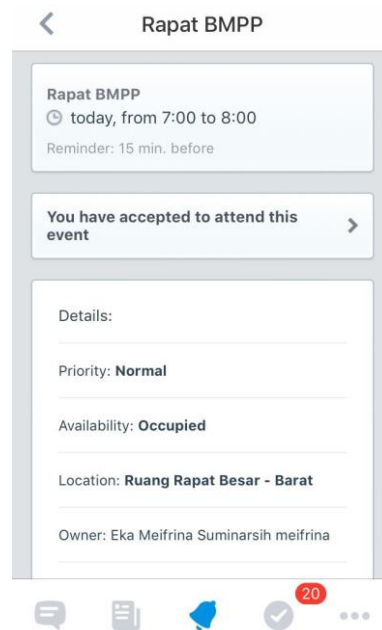 Rapat BMPP
Rapat BMPP
today, from 7:00 to 8:00
Reminder: 15 min. before
You have accepted to attend this
event
Details:
Priority: Normal
Availability: Occupied
Location: Ruang Rapat Besar - Barat
Owner: Eka Meifrina Suminarsih meifrina
20